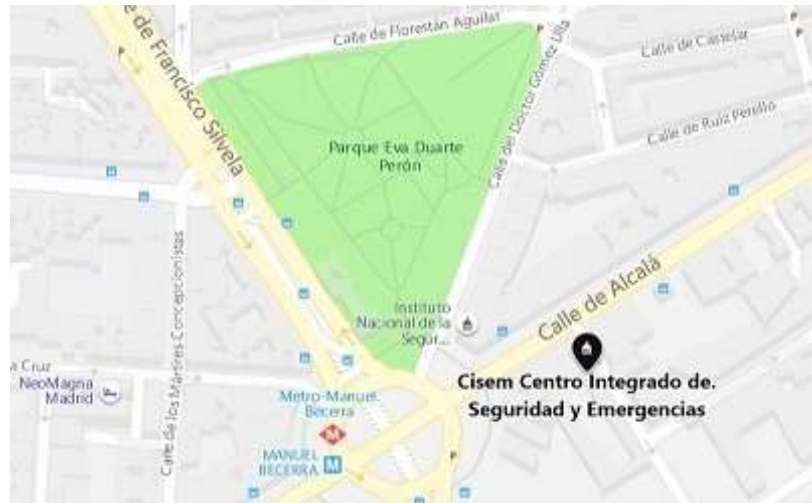 Calle de Florestán Aguilar
Calle de Castelar
Calle de Ruiz Perello
Calle del Doctor Gómez Ulla
de Francisco Silvela
Parque Eva Duarte
Perón
Calle de los Mártires Concepcionistas
Instituto
Nacional de la
Segur...
Calle de Alcalá
Cisem Centro Integrado de.
Seguridad y Emergencias
a Cruz
NeoMagna
Madrid
Metro-Manuel
Becerra
M
MANUEL
BECERRA
M